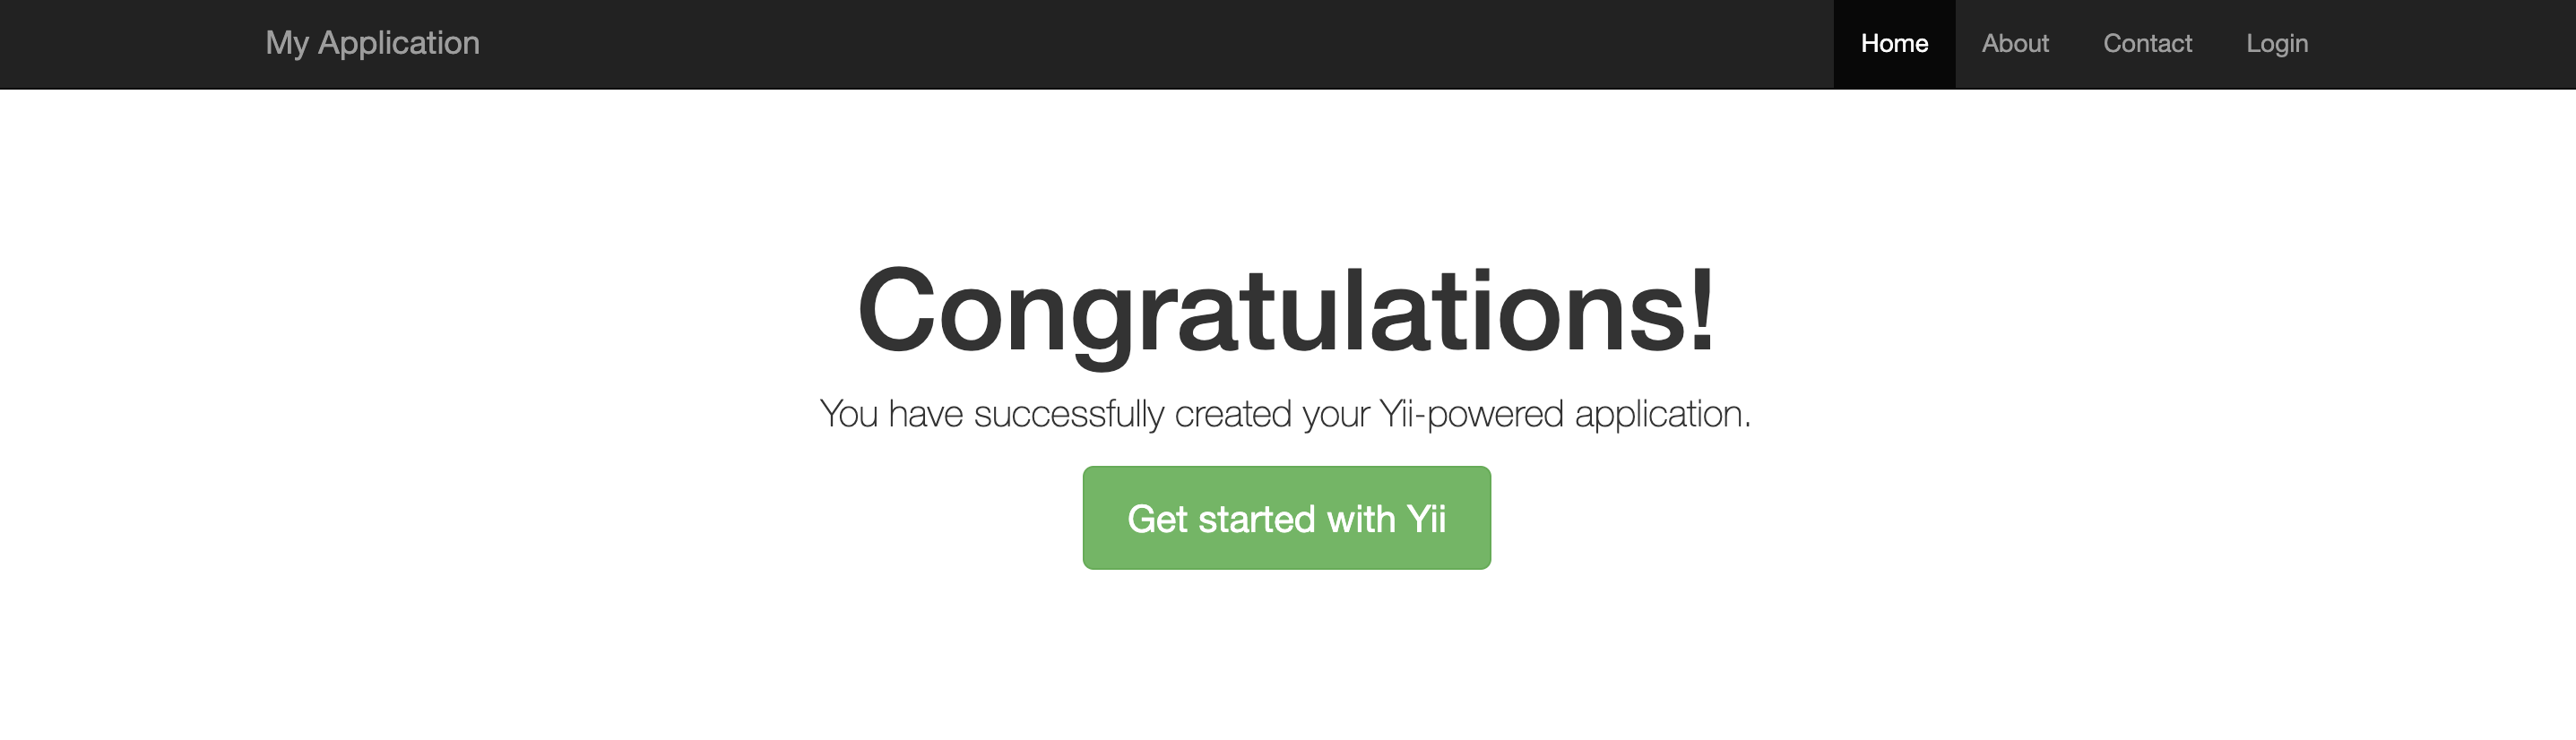 My Application
Home About Contact Login
Congratulations!
You have successfully created your Yii-powered application.
Get started with Yii